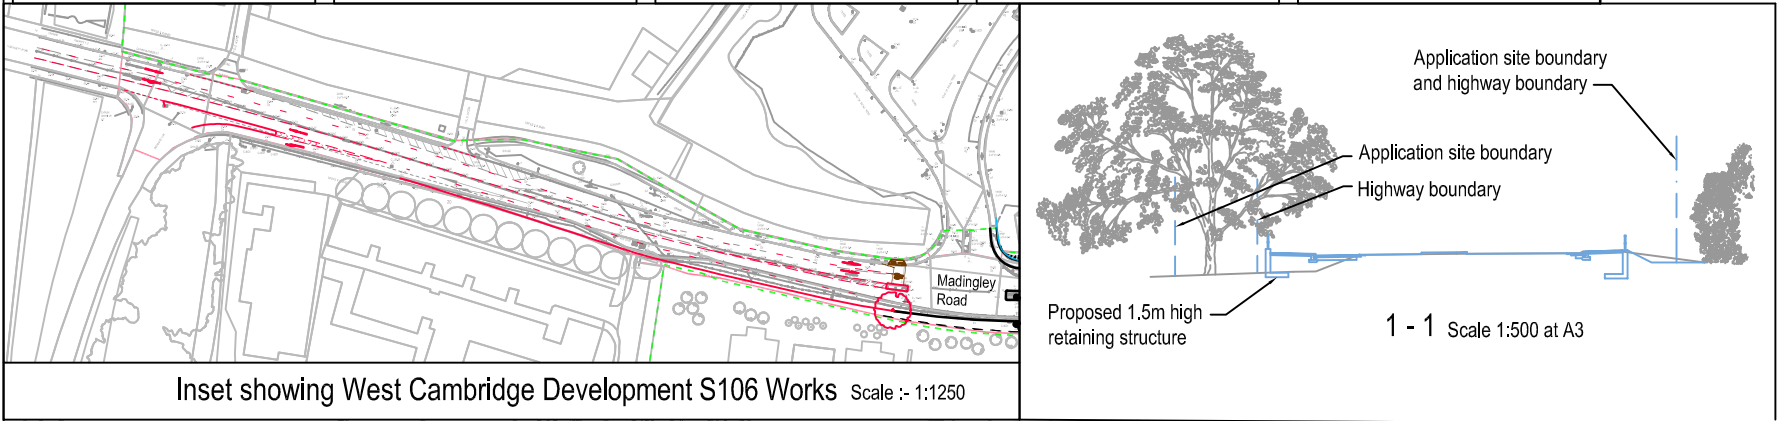 Madingley
Road
Inset showing West Cambridge Development S106 Works Scale :- 1:1250
Application site boundary
and highway boundary
Application site boundary
Highway boundary
Proposed 1.5m high
retaining structure
1 - 1 Scale 1:500 at A3